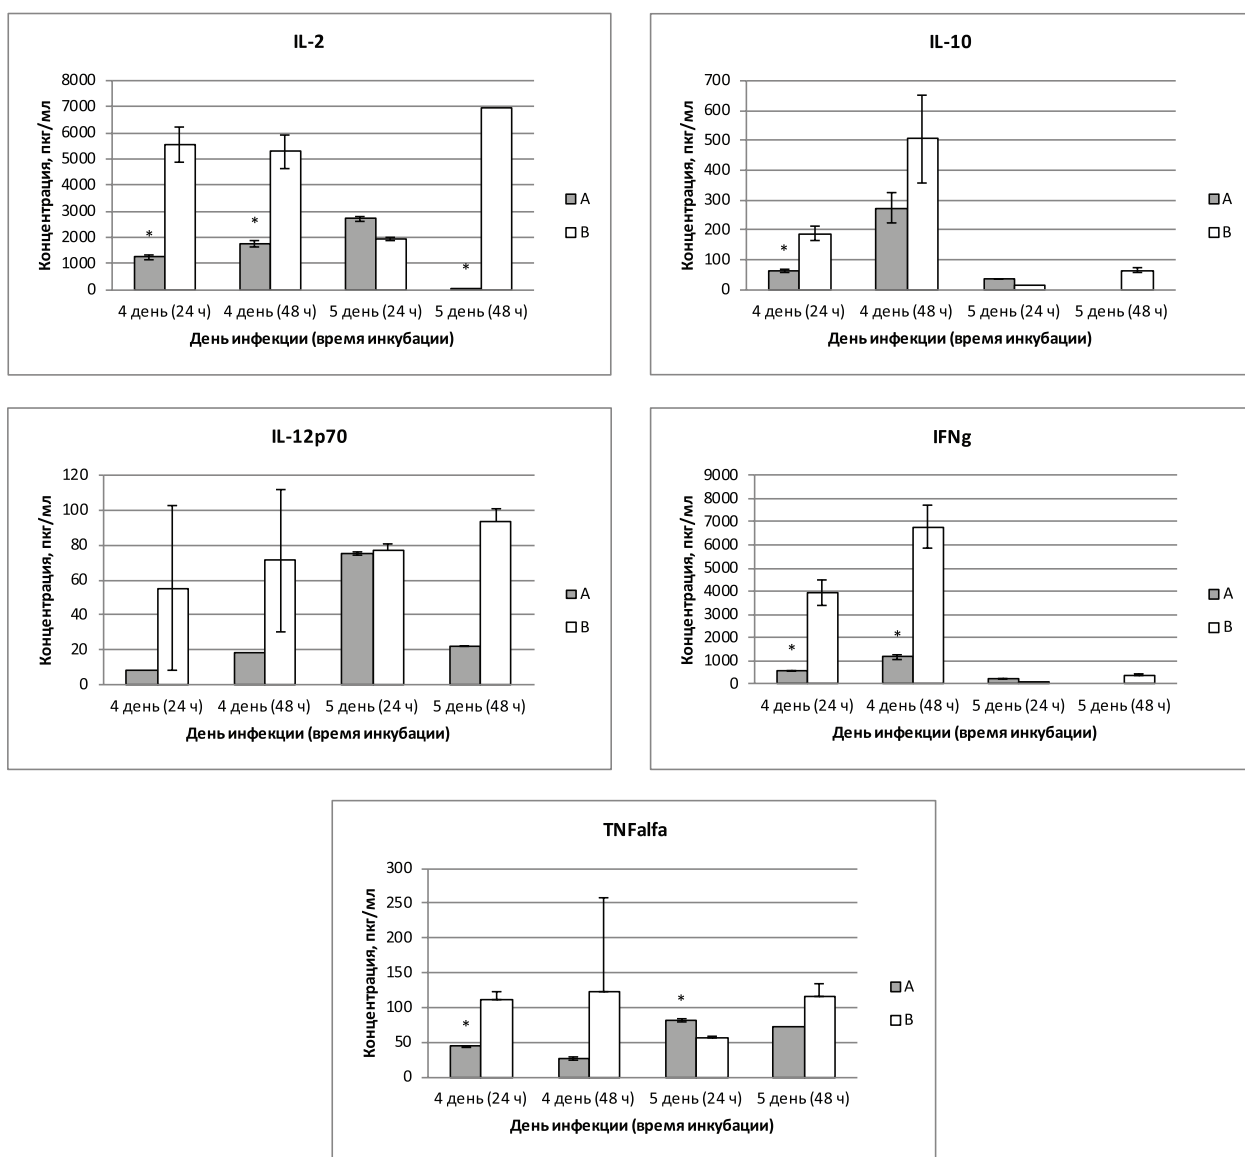 IL-2
Концентрация, пкг/мл
8000
7000
6000
5000
4000
3000
2000
1000
0
*
*
*
A
B
4 день (24 ч) 4 день (48 ч) 5 день (24 ч) 5 день (48 ч)
День инфекции (время инкубации)
IL-10
Концентрация, пкг/мл
700
600
500
400
300
200
100
0
*
A
B
4 день (24 ч) 4 день (48 ч) 5 день (24 ч) 5 день (48 ч)
День инфекции (время инкубации)
IL-12p70
Концентрация, пкг/мл
120
100
80
60
40
20
0
A
B
4 день (24 ч) 4 день (48 ч) 5 день (24 ч) 5 день (48 ч)
День инфекции (время инкубации)
IFNg
Концентрация, пкг/мл
9000
8000
7000
6000
5000
4000
3000
2000
1000
0
*
*
A
B
4 день (24 ч) 4 день (48 ч) 5 день (24 ч) 5 день (48 ч)
День инфекции (время инкубации)
TNFalfa
Концентрация, пкг/мл
300
250
200
150
100
50
0
*
*
A
B
4 день (24 ч) 4 день (48 ч) 5 день (24 ч) 5 день (48 ч)
День инфекции (время инкубации)